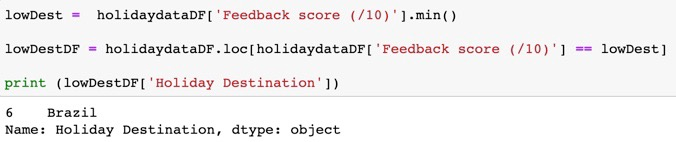 lowDest =  holidaydataDF['Feedback score (/10)'].min()
lowDestDF = holidaydataDF.loc[holidaydataDF['Feedback score (/10)'] == lowDest]
print (lowDestDF['Holiday Destination'])
6    Brazil
Name: Holiday Destination, dtype: object